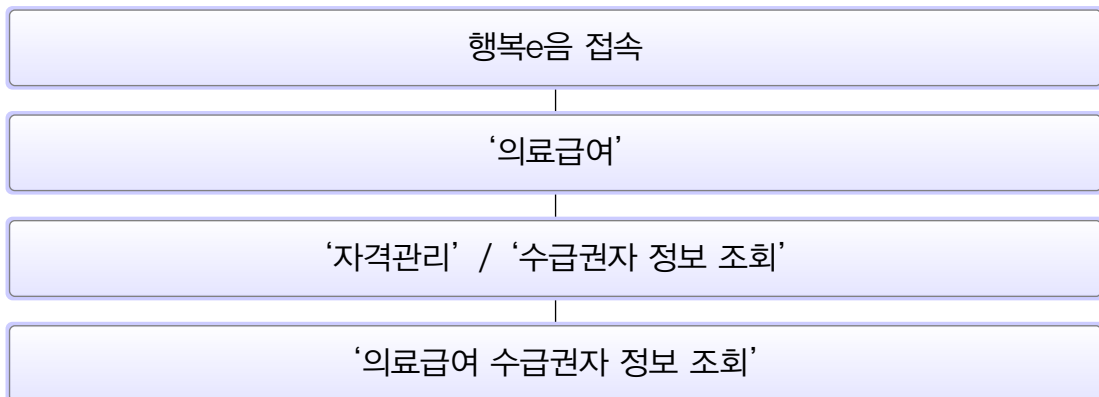 행복e음 접속
‘의료급여’
‘자격관리’ / ‘수급권자 정보 조회’
‘의료급여 수급권자 정보 조회’